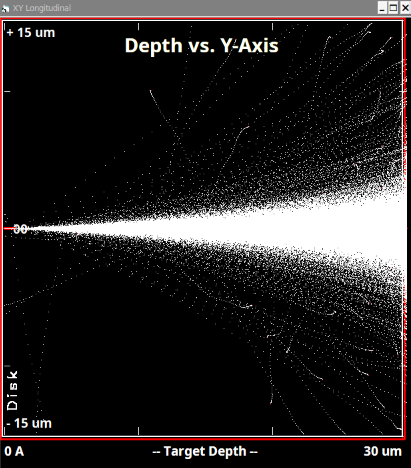 XY Longitudinal
+ 15 um
Depth vs. Y-Axis
00
Disk
- 15 um
0 A -- Target Depth -- 30 um